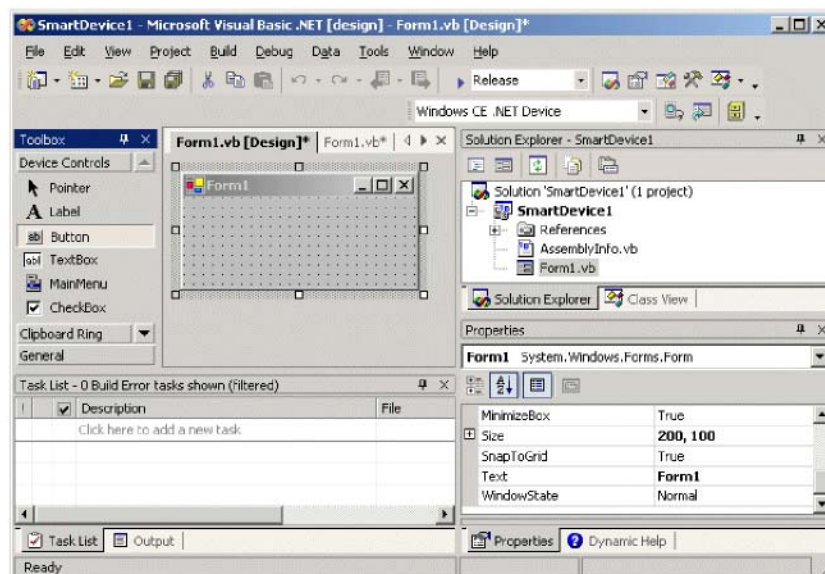 SmartDevice1 - Microsoft Visual Basic .NET [design] - Form1.vb [Design]*
File Edit View Project Build Debug Data Tools Window Help
Release
Windows CE .NET Device
Toolbox
Device Controls
Pointer
A Label
ab Button
abl TextBox
MainMenu
CheckBox
Clipboard Ring
General
Form1.vb [Design]* Form1.vb*
Form1
Solution Explorer - SmartDevice1
Solution 'SmartDevice1' (1 project)
SmartDevice1
References
AssemblyInfo.vb
Form1.vb
Solution Explorer Class View
Properties
Form1 System.Windows.Forms.Form
MinimizeBox True
Size 200, 100
SnapToGrid True
Text Form1
WindowState Normal
Properties Dynamic Help
Task List - 0 Build Error tasks shown (filtered)
! Description File
Click here to add a new task
Task List Output
Ready